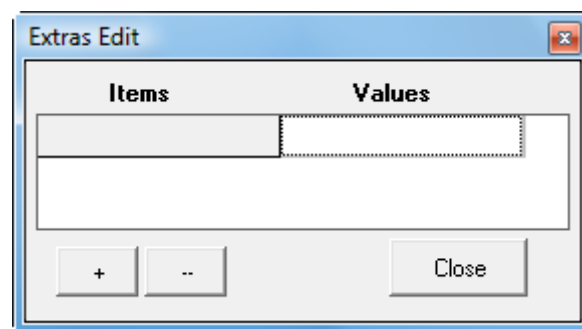 Extras Edit
Items Values
+ -- Close